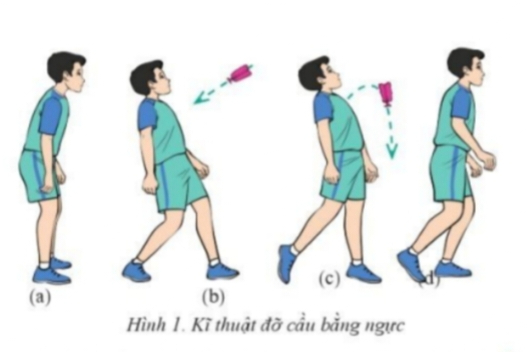 (a) (b) (c) (d)
Hình 1. Kĩ thuật đỡ cầu bằng ngực